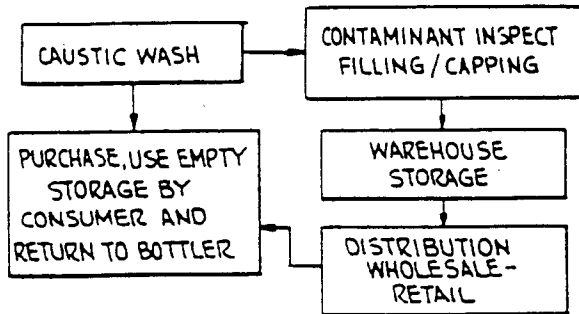 CAUSTIC WASH
CONTAMINANT INSPECT
FILLING/CAPPING
PURCHASE, USE EMPTY
STORAGE BY
CONSUMER AND
RETURN TO BOTTLER
WAREHOUSE
STORAGE
DISTRIBUTION
WHOLESALE-
RETAIL